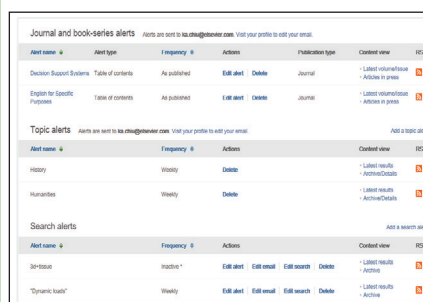 Journal and book-series alerts Alerts are sent to ka.chiu@elsevier.com. Visit your profile to edit your email.
Alert name Alert type Frequency Actions Publication type Content view RS
Decision Support Systems Table of contents As published Edit alert Delete Journal • Latest volume/issue
• Articles in press
English for Specific Purposes Table of contents As published Edit alert Delete Journal • Latest volume/issue
• Articles in press
Topic alerts Alerts are sent to ka.chiu@elsevier.com. Visit your profile to edit your email. Add a topic ale
Alert name Frequency Actions Content view RS
History Weekly Delete • Latest results
• Archive/Details
Humanities Weekly Delete • Latest results
• Archive/Details
Search alerts Add a search ale
Alert name Frequency Actions Content view RS
3d+tissue Inactive * Edit alert Edit email Edit search Delete • Latest results
• Archive
"Dynamic loads" Weekly Edit alert Edit email Edit search Delete • Latest results
• Archive